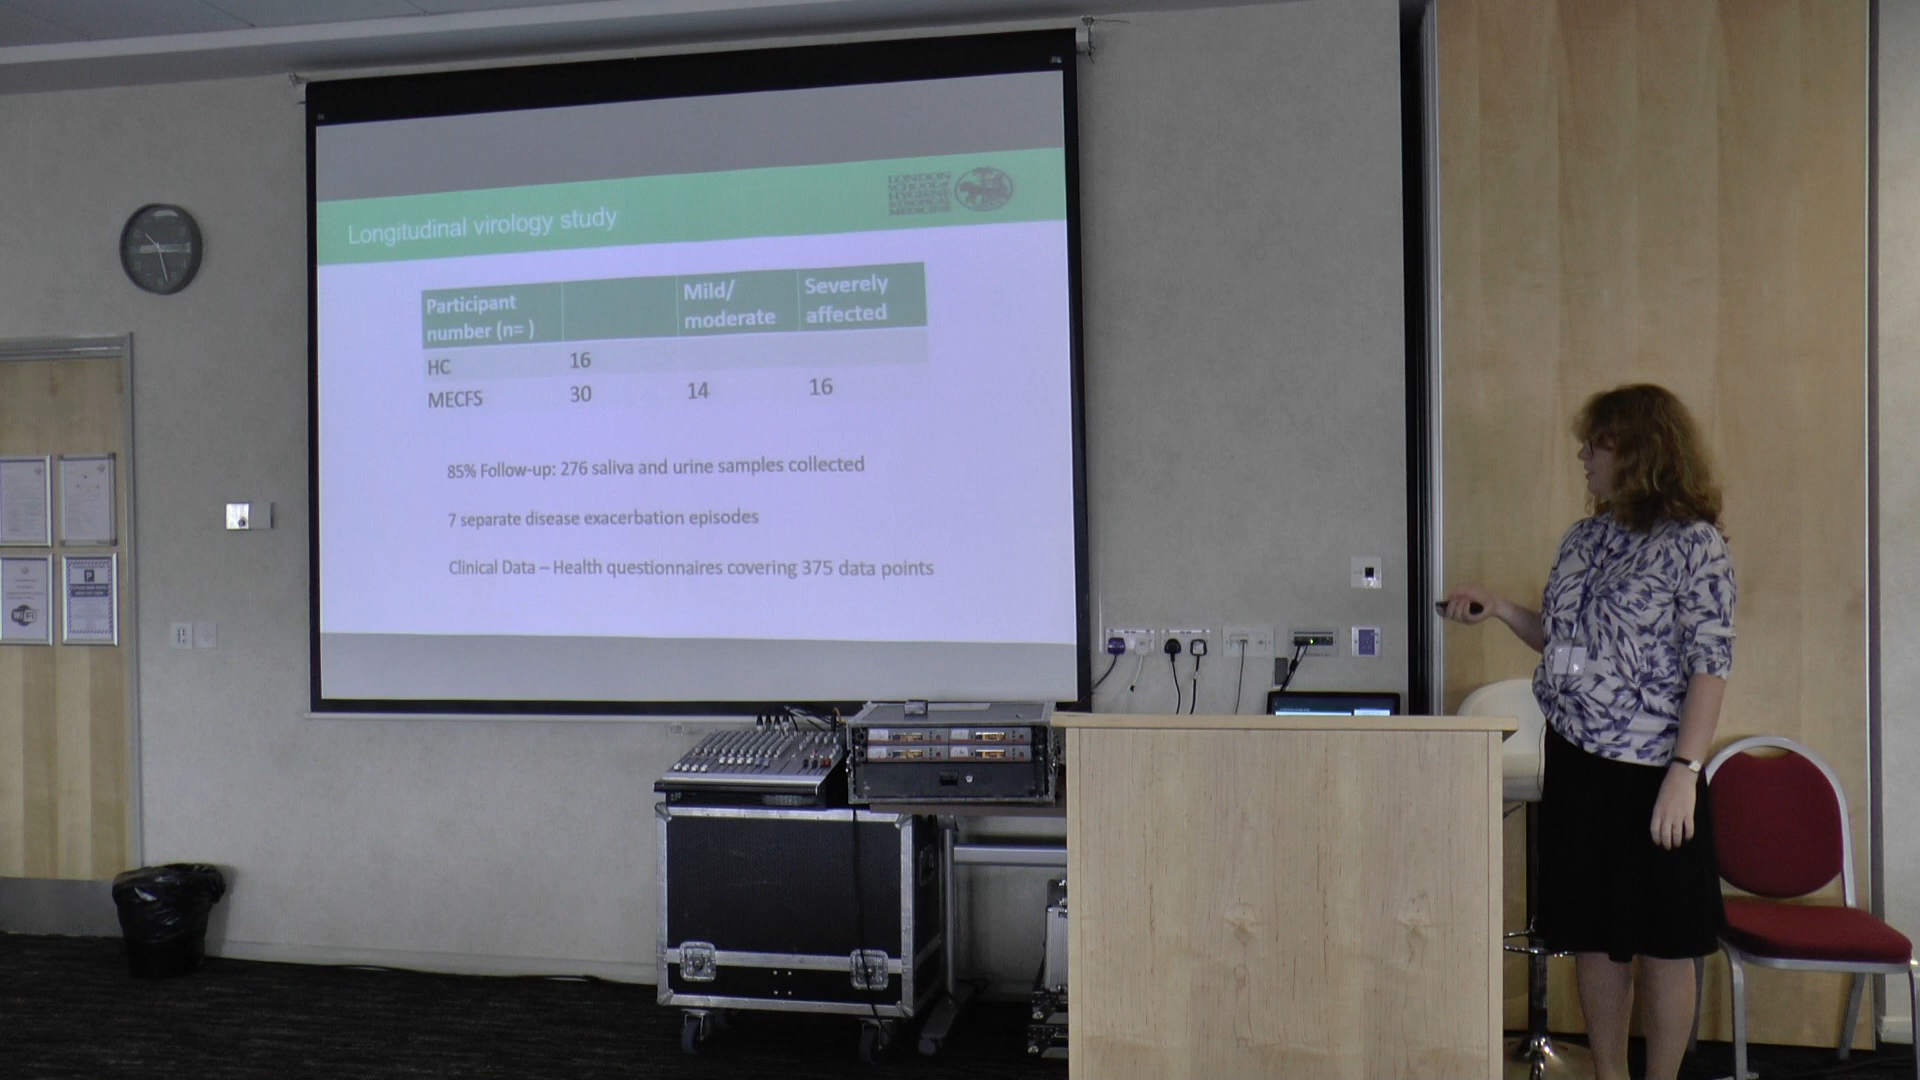 LONDON
SCHOOL of
HYGIENE
& TROPICAL
MEDICINE
Longitudinal virology study
Participant number (n= )
Mild/ moderate
Severely affected
HC 16
MECFS 30 14 16
85% Follow-up: 276 saliva and urine samples collected
7 separate disease exacerbation episodes
Clinical Data – Health questionnaires covering 375 data points
P
Wi Fi